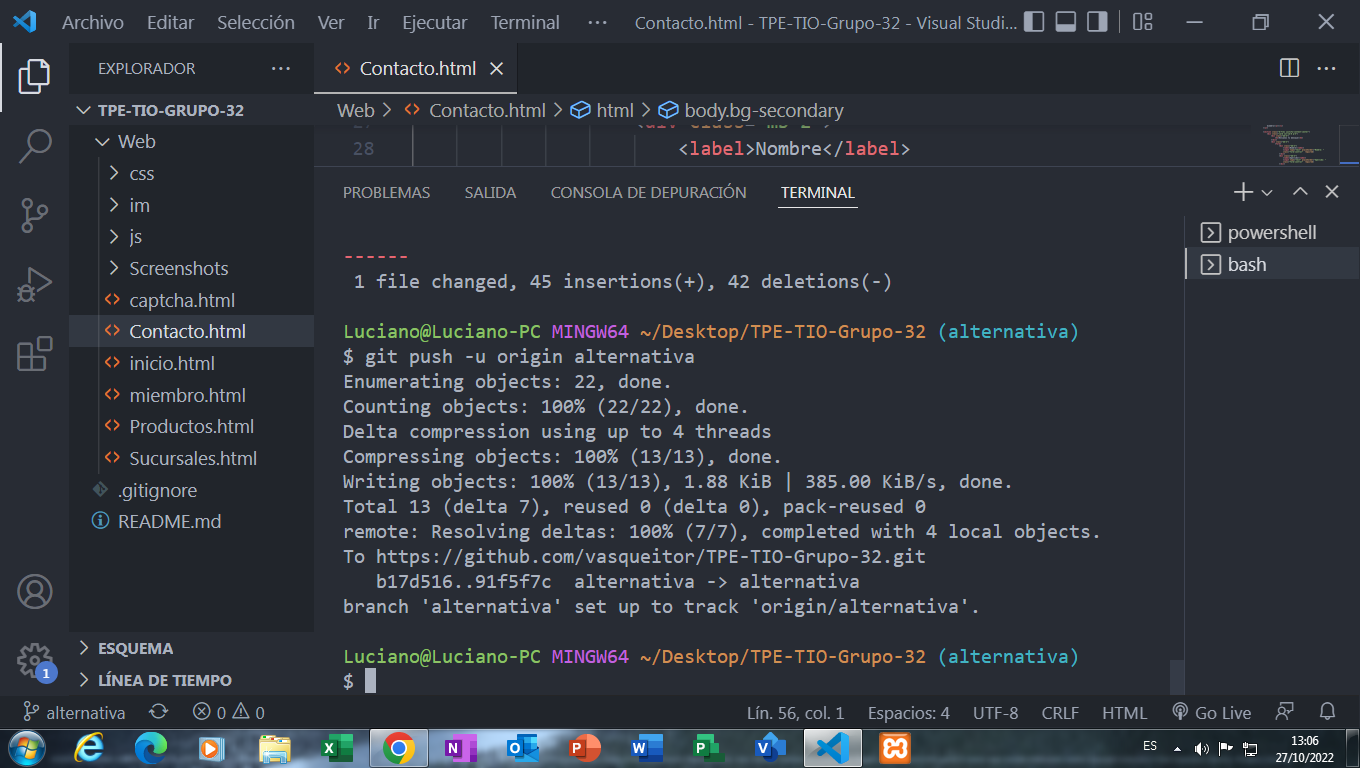 Archivo Editar Selección Ver Ir Ejecutar Terminal ··· Contacto.html - TPE-TIO-Grupo-32 - Visual Studi...
EXPLORADOR ···
Contacto.html
TPE-TIO-GRUPO-32
Web
css
im
js
Screenshots
captcha.html
Contacto.html
inicio.html
miembro.html
Productos.html
Sucursales.html
.gitignore
README.md
ESQUEMA
LÍNEA DE TIEMPO
1
Web > Contacto.html > html > body.bg-secondary
28 <label>Nombre</label>
PROBLEMAS SALIDA CONSOLA DE DEPURACIÓN TERMINAL
powershell
bash
------
1 file changed, 45 insertions(+), 42 deletions(-)
Luciano@Luciano-PC MINGW64 ~/Desktop/TPE-TIO-Grupo-32 (alternativa)
$ git push -u origin alternativa
Enumerating objects: 22, done.
Counting objects: 100% (22/22), done.
Delta compression using up to 4 threads
Compressing objects: 100% (13/13), done.
Writing objects: 100% (13/13), 1.88 KiB | 385.00 KiB/s, done.
Total 13 (delta 7), reused 0 (delta 0), pack-reused 0
remote: Resolving deltas: 100% (7/7), completed with 4 local objects.
To https://github.com/vasqueitor/TPE-TIO-Grupo-32.git
b17d516..91f5f7c alternativa -> alternativa
branch 'alternativa' set up to track 'origin/alternativa'.
Luciano@Luciano-PC MINGW64 ~/Desktop/TPE-TIO-Grupo-32 (alternativa)
$
alternativa 0 0 Lín. 56, col. 1 Espacios: 4 UTF-8 CRLF HTML Go Live
ES 13:06
27/10/2022